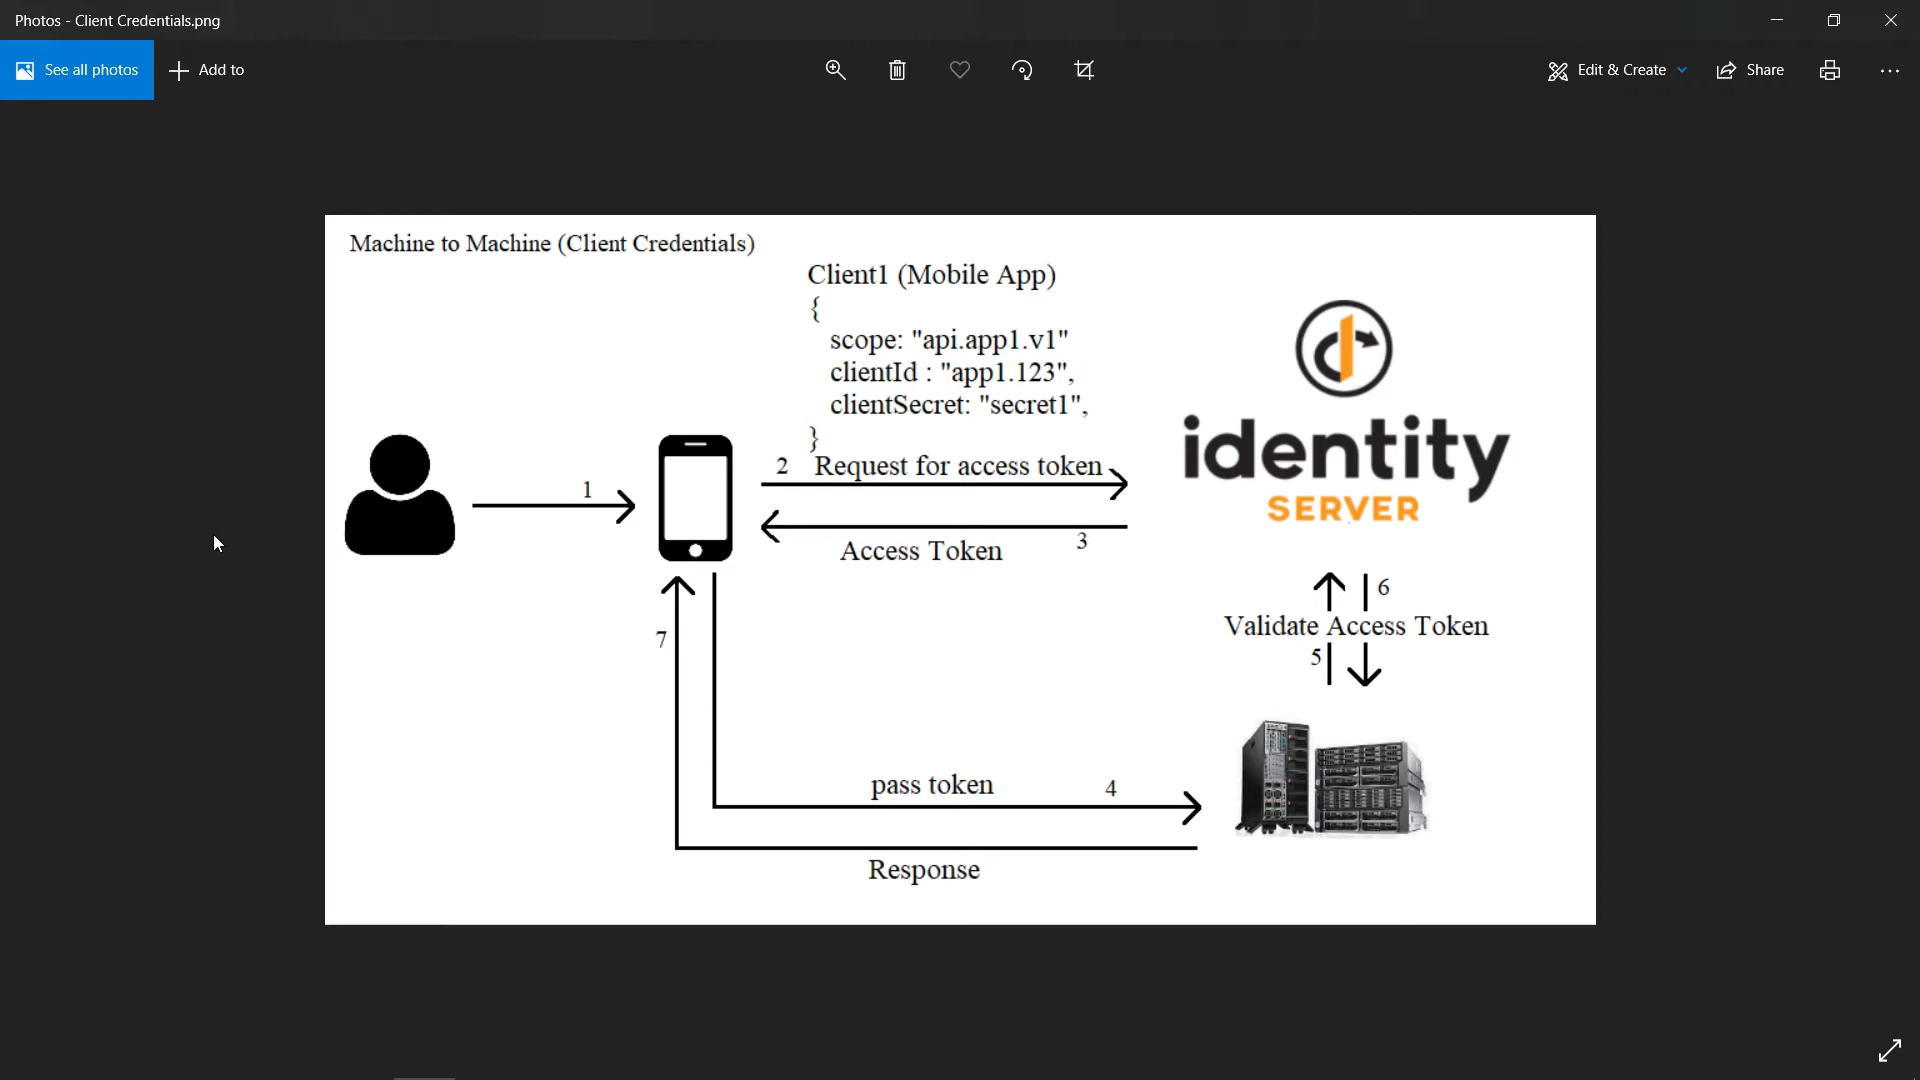 Photos - Client Credentials.png
See all photos
Add to
Edit & Create
Share
Machine to Machine (Client Credentials)
Client1 (Mobile App)
{
scope: "api.app1.v1"
clientId : "app1.123",
clientSecret: "secret1",
}
2 Request for access token
1
identity
SERVER
Access Token 3
6
Validate Access Token
7
5
pass token 4
Response